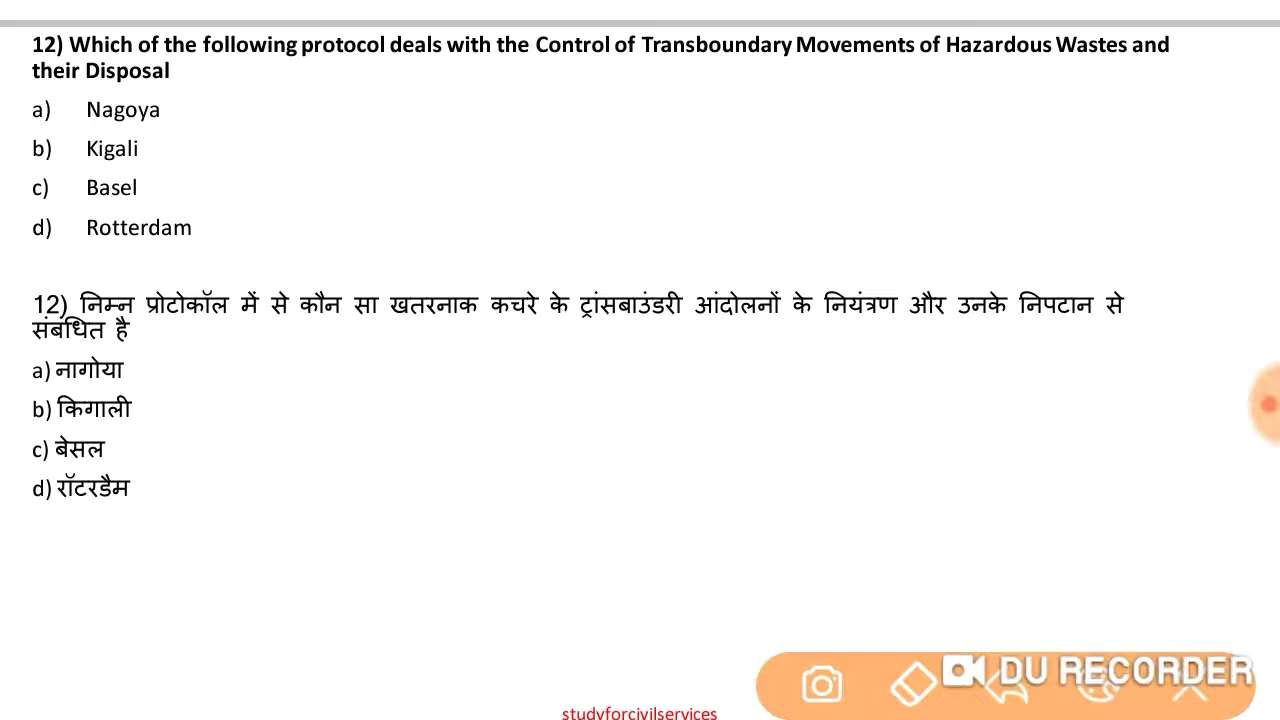 12) Which of the following protocol deals with the Control of Transboundary Movements of Hazardous Wastes and
their Disposal
a) Nagoya
b) Kigali
c) Basel
d) Rotterdam
12) निम्न प्रोटोकॉल में से कौन सा खतरनाक कचरे के ट्रांसबाउंडरी आंदोलनों के नियंत्रण और उनके निपटान से
संबंधित है
a) नागोया
b) किगाली
c) बेसल
d) रॉटरडैम
DU RECORDER
studyforcivilservices